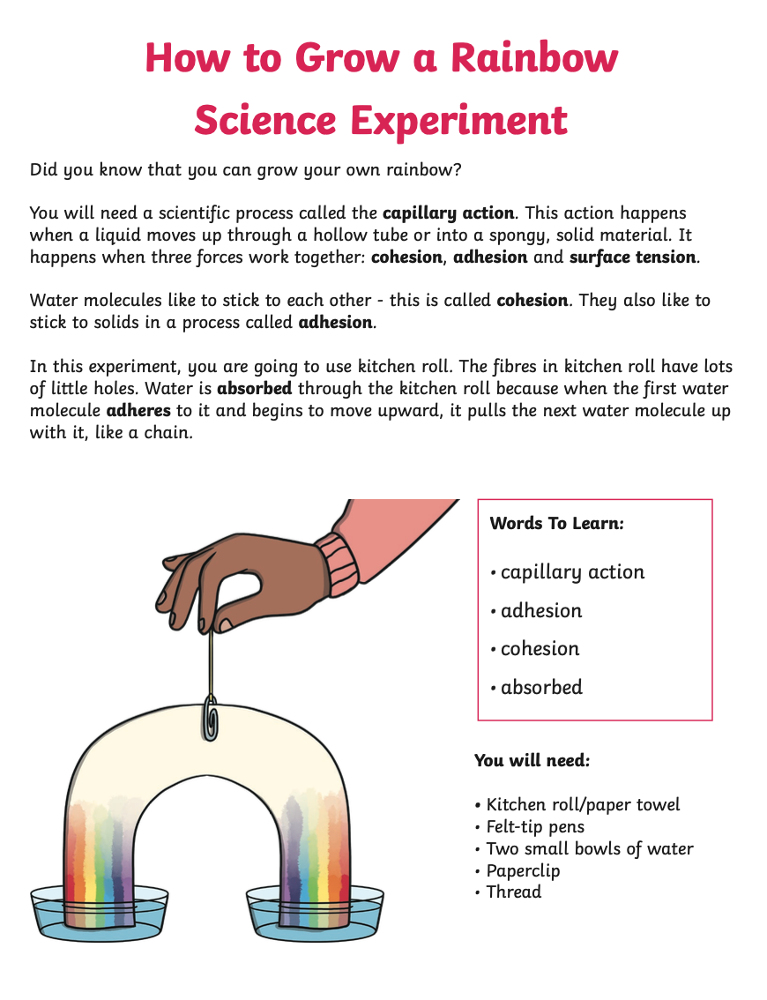 How to Grow a Rainbow
Science Experiment
Did you know that you can grow your own rainbow?
You will need a scientific process called the capillary action. This action happens
when a liquid moves up through a hollow tube or into a spongy, solid material. It
happens when three forces work together: cohesion, adhesion and surface tension.
Water molecules like to stick to each other - this is called cohesion. They also like to
stick to solids in a process called adhesion.
In this experiment, you are going to use kitchen roll. The fibres in kitchen roll have lots
of little holes. Water is absorbed through the kitchen roll because when the first water
molecule adheres to it and begins to move upward, it pulls the next water molecule up
with it, like a chain.
Words To Learn:
• capillary action
• adhesion
• cohesion
• absorbed
You will need:
• Kitchen roll/paper towel
• Felt-tip pens
• Two small bowls of water
• Paperclip
• Thread